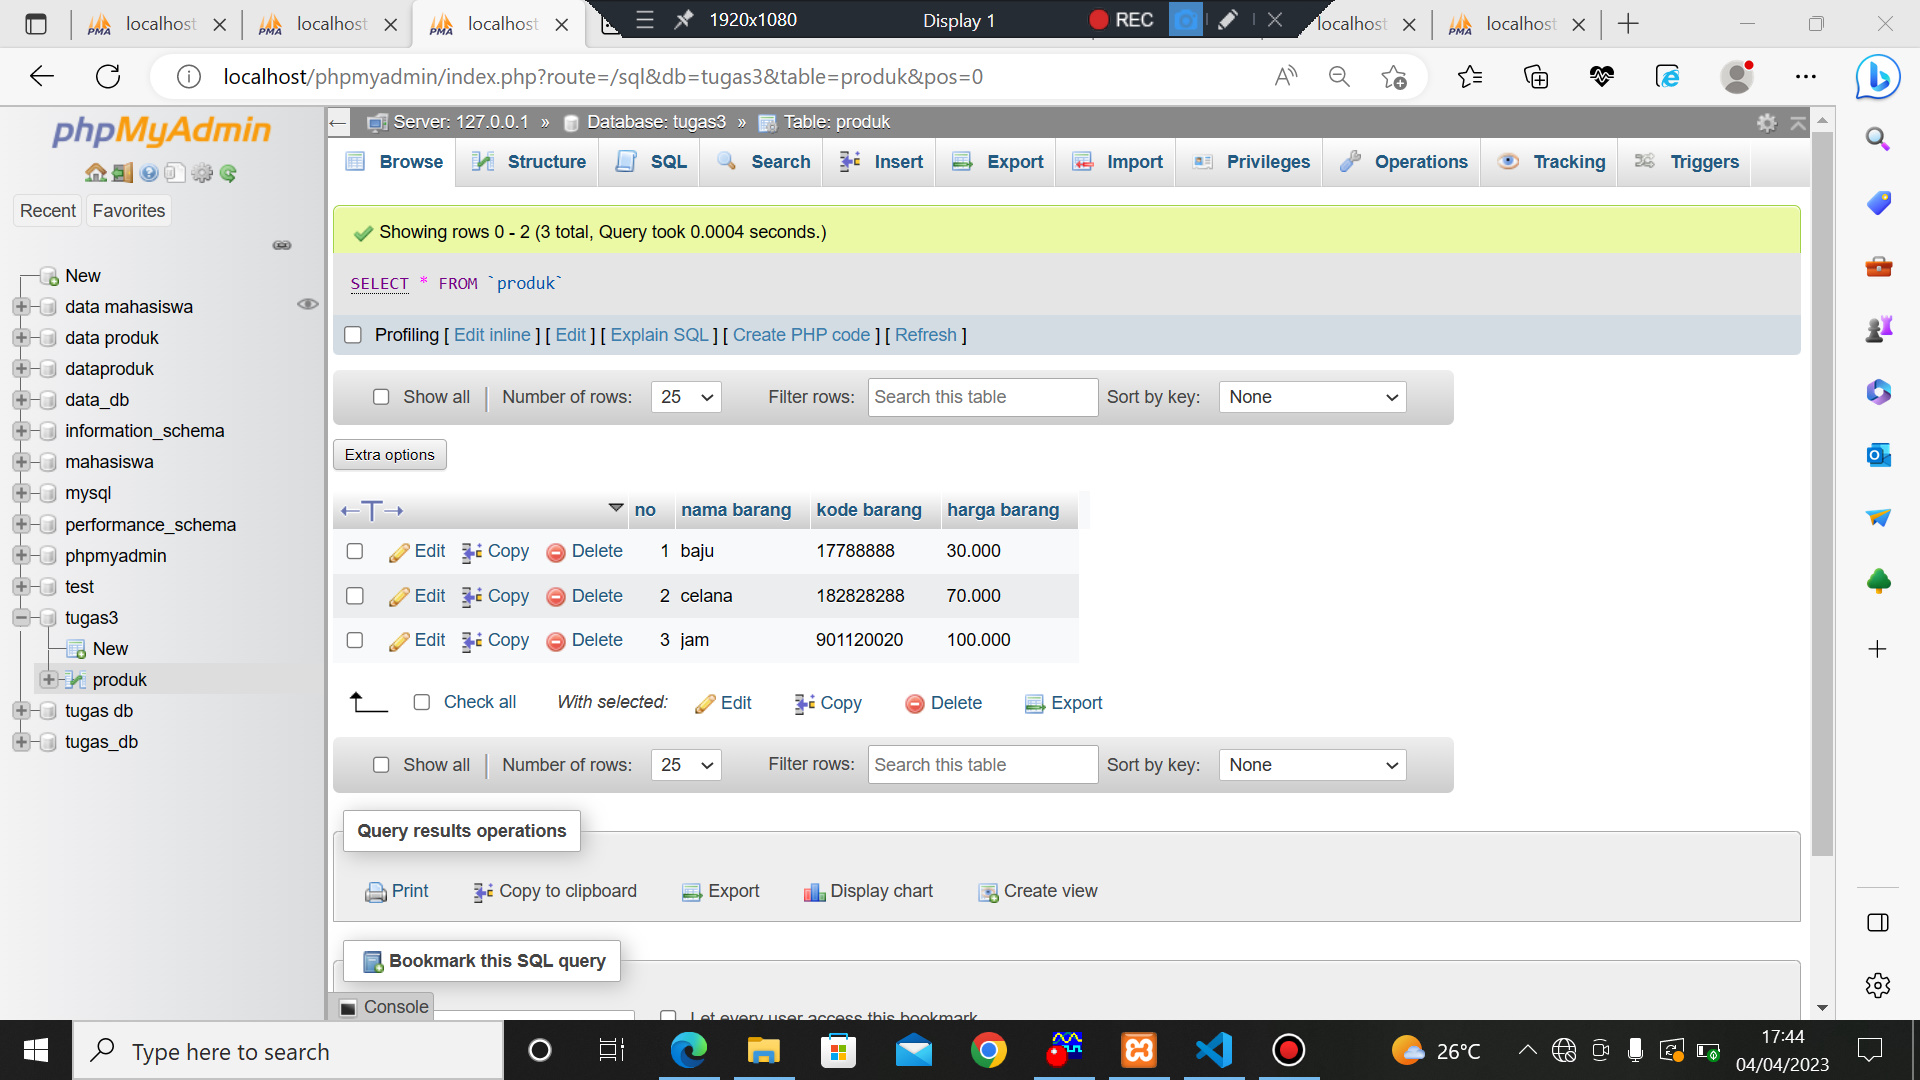 localhost
localhost
localhost
1920x1080
Display 1
REC
localhost
localhost
localhost/phpmyadmin/index.php?route=/sql&db=tugas3&table=produk&pos=0
phpMyAdmin
Recent
Favorites
New
data mahasiswa
data produk
dataproduk
data_db
information_schema
mahasiswa
mysql
performance_schema
phpmyadmin
test
tugas3
New
produk
tugas db
tugas_db
Server: 127.0.0.1 » Database: tugas3 » Table: produk
Browse Structure SQL Search Insert Export Import Privileges Operations Tracking Triggers
Showing rows 0 - 2 (3 total, Query took 0.0004 seconds.)
SELECT * FROM `produk`
Profiling [ Edit inline ] [ Edit ] [ Explain SQL ] [ Create PHP code ] [ Refresh ]
Show all Number of rows: 25 Filter rows: Search this table Sort by key: None
Extra options
←T→ no nama barang kode barang harga barang
Edit Copy Delete 1 baju 17788888 30.000
Edit Copy Delete 2 celana 182828288 70.000
Edit Copy Delete 3 jam 901120020 100.000
Check all With selected: Edit Copy Delete Export
Show all Number of rows: 25 Filter rows: Search this table Sort by key: None
Query results operations
Print Copy to clipboard Export Display chart Create view
Bookmark this SQL query
Console
Let every user access this bookmark
Type here to search
26°C
17:44
04/04/2023